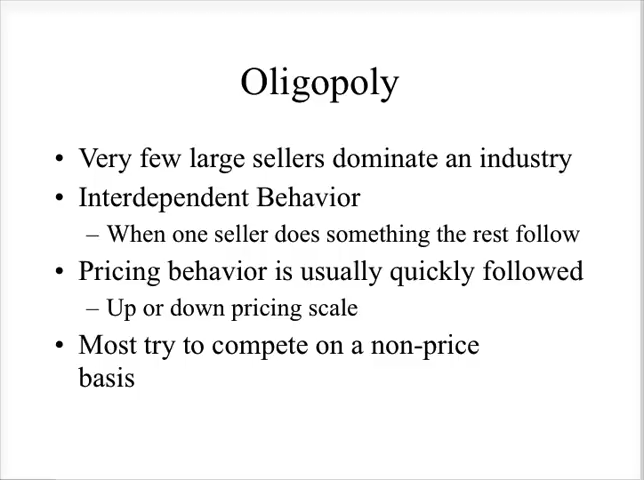 Oligopoly
• Very few large sellers dominate an industry
• Interdependent Behavior
– When one seller does something the rest follow
• Pricing behavior is usually quickly followed
– Up or down pricing scale
• Most try to compete on a non-price
basis